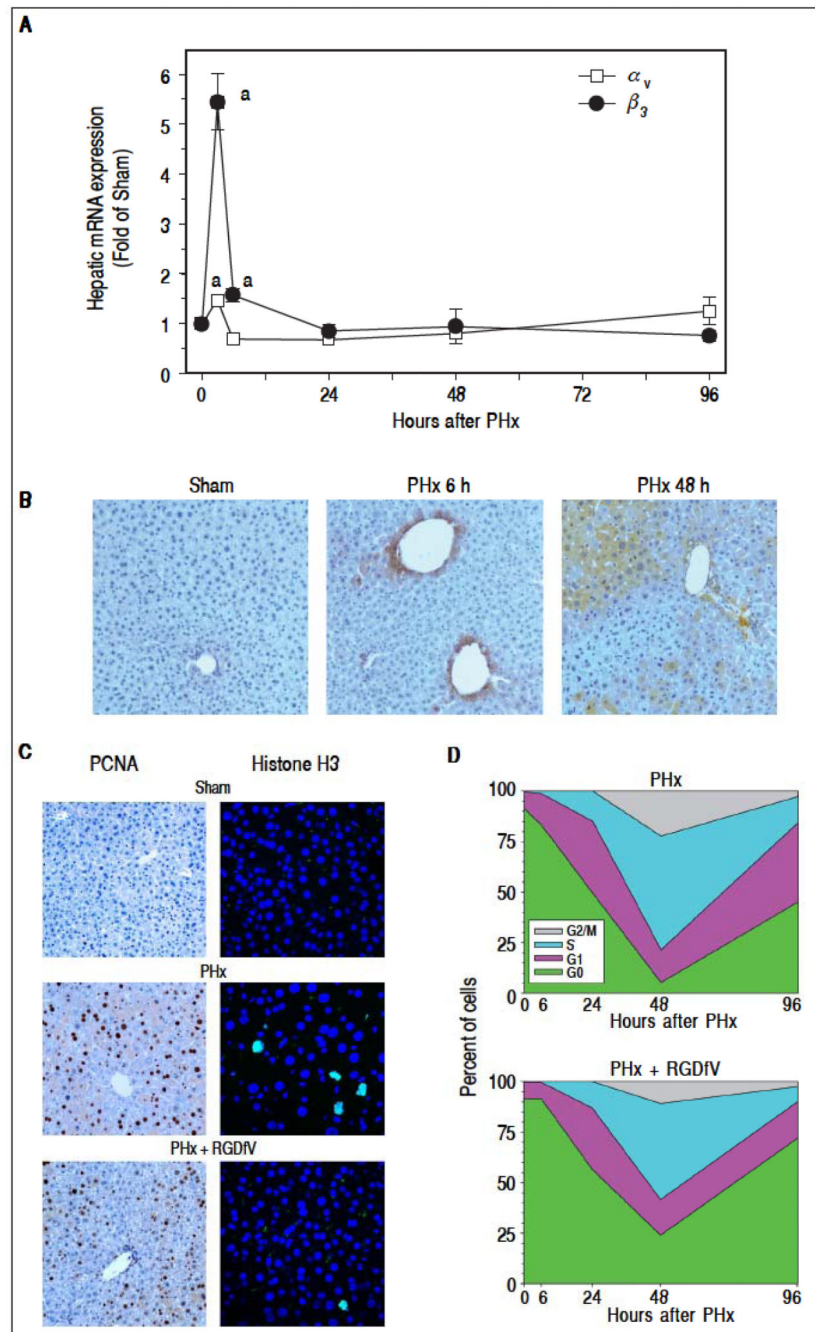 A
6
5
4
3
2
1
0
Hepatic mRNA expression
(Fold of Sham)
a
a
a
αv
β3
0 24 48 72 96
Hours after PHx
B
Sham PHx 6 h PHx 48 h
C
PCNA Histone H3
Sham
PHx
PHx + RGDfV
D
PHx
100
75
50
25
0
G2/M
S
G1
G0
0 6 24 48 96
Hours after PHx
Percent of cells
PHx + RGDfV
100
75
50
25
0
0 6 24 48 96
Hours after PHx